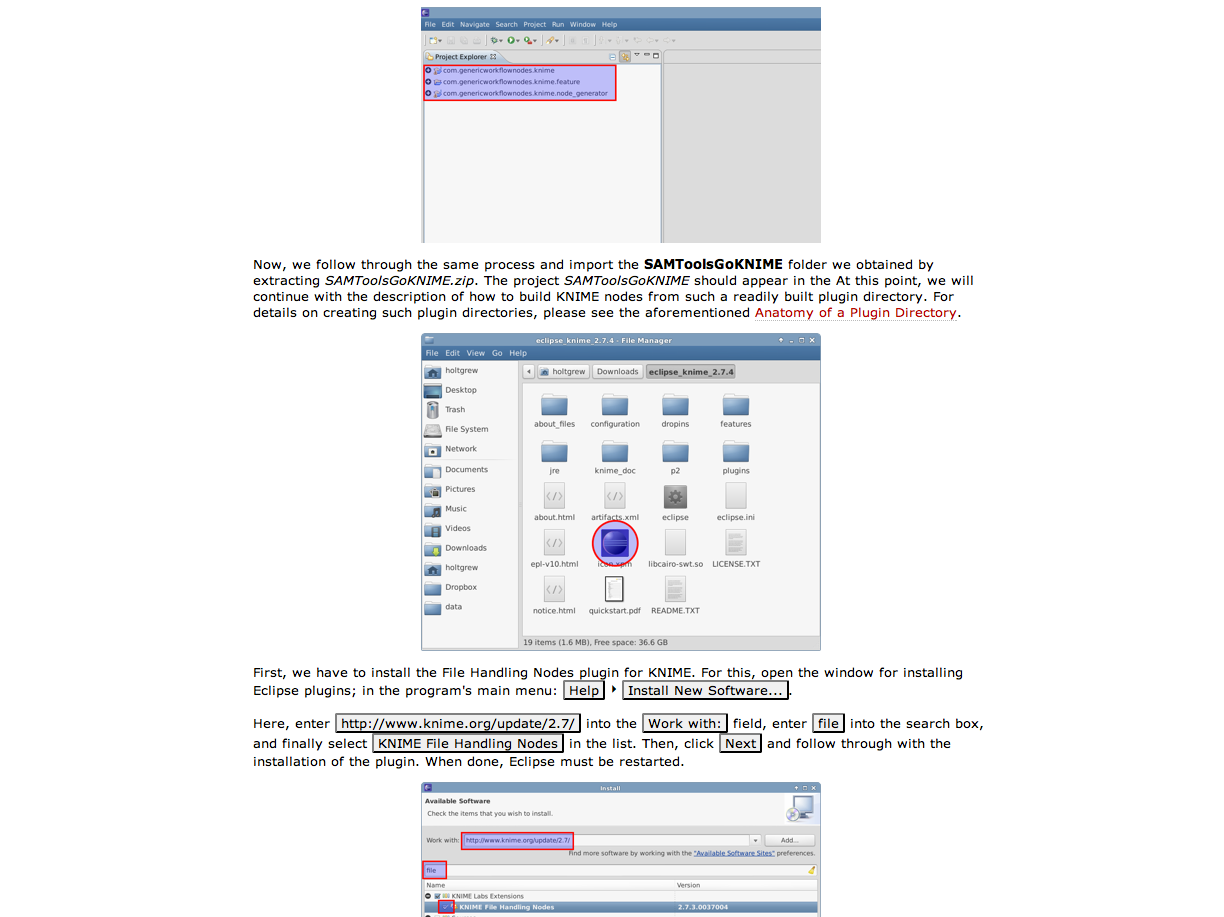 File Edit Navigate Search Project Run Window Help
Project Explorer
com.genericworkflownodes.knime
com.genericworkflownodes.knime.feature
com.genericworkflownodes.knime.node_generator
Now, we follow through the same process and import the SAMToolsGoKNIME folder we obtained by
extracting SAMToolsGoKNIME.zip. The project SAMToolsGoKNIME should appear in the At this point, we will
continue with the description of how to build KNIME nodes from such a readily built plugin directory. For
details on creating such plugin directories, please see the aforementioned Anatomy of a Plugin Directory.
eclipse_knime_2.7.4 - File Manager
File Edit View Go Help
holtgrew
Desktop
Trash
File System
Network
Documents
Pictures
Music
Videos
Downloads
holtgrew
Dropbox
data
holtgrew Downloads eclipse_knime_2.7.4
about_files configuration dropins features
jre knime_doc p2 plugins
about.html artifacts.xml eclipse eclipse.ini
epl-v10.html icon.xpm libcairo-swt.so LICENSE.TXT
notice.html quickstart.pdf README.TXT
19 items (1.6 MB), Free space: 36.6 GB
First, we have to install the File Handling Nodes plugin for KNIME. For this, open the window for installing
Eclipse plugins; in the program's main menu: Help ‣ Install New Software... .
Here, enter http://www.knime.org/update/2.7/ into the Work with: field, enter file into the search box,
and finally select KNIME File Handling Nodes in the list. Then, click Next and follow through with the
installation of the plugin. When done, Eclipse must be restarted.
Install
Available Software
Check the items that you wish to install.
Work with: http://www.knime.org/update/2.7/ Add...
Find more software by working with the "Available Software Sites" preferences.
file
Name Version
KNIME Labs Extensions
KNIME File Handling Nodes 2.7.3.0037004